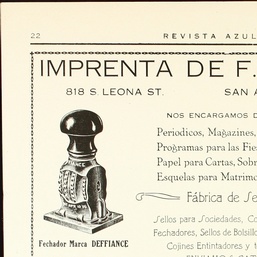 22
REVISTA AZUL
IMPRENTA DE F.
818 S. LEONA ST. SAN A
NOS ENCARGAMOS D
Periodicos, Magazines,
Programas para las Fie
Papel para Cartas, Sobr
Esquelas para Matrimo
Fábrica de Se
Sellos para Sociedades, Co
Fechadores, Sellos de Bolsillo
Cojines Entintadores y t
Fechador Marca DEFFIANCE